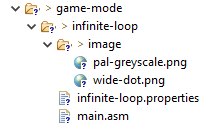 > game-mode
> infinite-loop
> image
pal-greyscale.png
wide-dot.png
infinite-loop.properties
main.asm